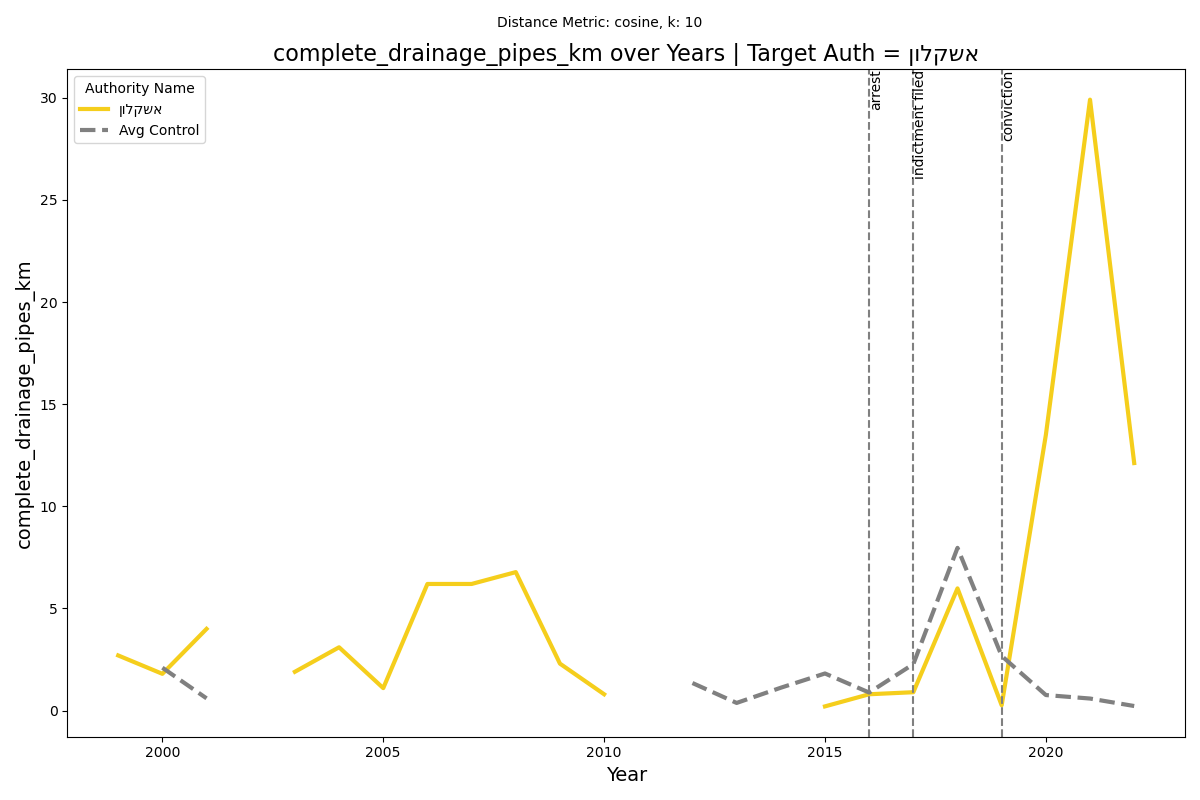 Distance Metric: cosine, k: 10
complete_drainage_pipes_km over Years | Target Auth = אשקלון
Authority Name
אשקלון
Avg Control
arrest
indictment filed
conviction
30
25
20
15
10
5
0
complete_drainage_pipes_km
2000 2005 2010 2015 2020
Year